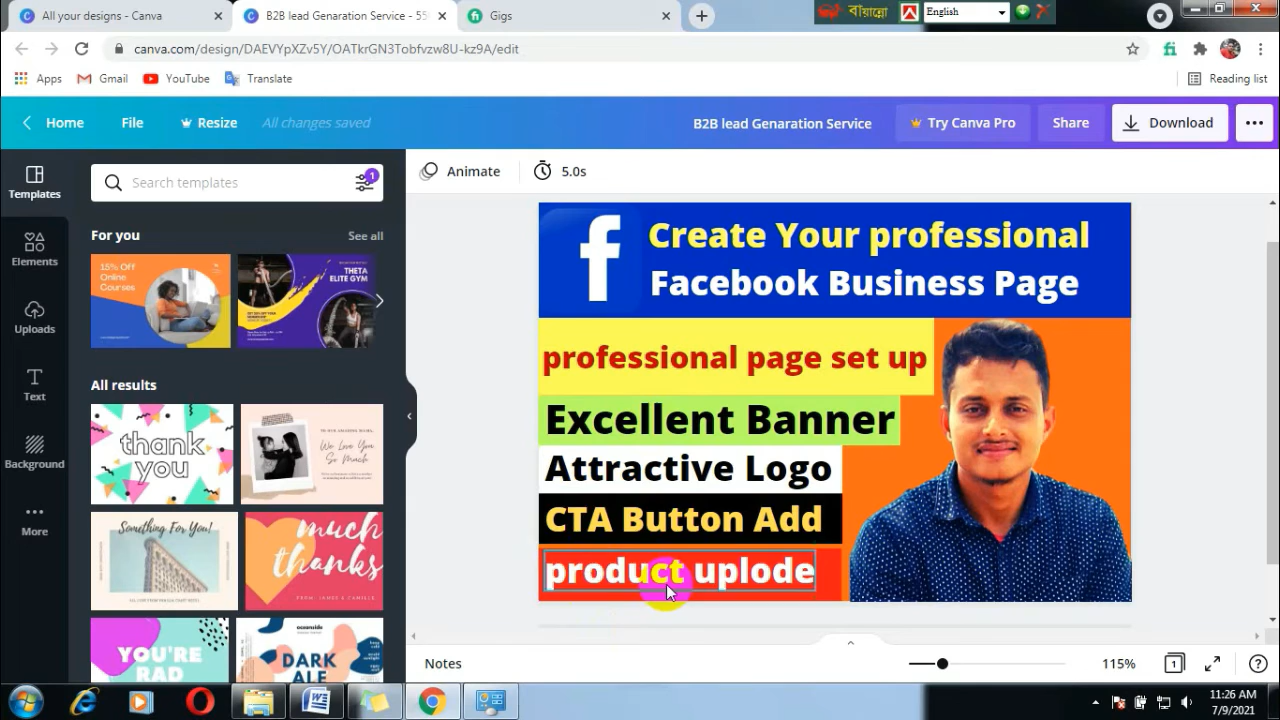 All your designs - Canva
B2B lead Genaration Service - 55
Gigs
বায়ান্নো
English
canva.com/design/DAEVYpXZv5Y/OATkrGN3Tobfvzw8U-kz9A/edit
Apps
Gmail
YouTube
Translate
Reading list
Home
File
Resize
All changes saved
B2B lead Genaration Service
Try Canva Pro
Share
Download
Templates
Search templates
1
Animate
5.0s
Elements
Uploads
Text
Background
More
For you
See all
15% Off
Online
Courses
THETA
ELITE GYM
All results
thank
you
We Love You
So Much
Something For You!
much
thanks
YOU'RE
RAD
DARK
ALE
f
Create Your professional
Facebook Business Page
professional page set up
Excellent Banner
Attractive Logo
CTA Button Add
product uplode
Notes
115%
1
?
11:26 AM
7/9/2021